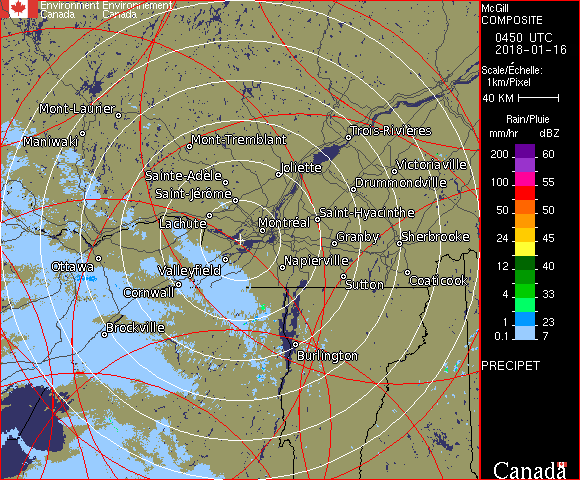 Environment Environnement
Canada Canada
McGill
COMPOSITE
0450 UTC
2018-01-16
Scale/Échelle:
1km/Pixel
40 KM
Rain/Pluie
mm/hr dBZ
200 60
100 55
50 50
24 45
12 40
4 33
1 23
0.1 7
PRECIPET
Canada
Mont-Laurier
Maniwaki
Mont-Tremblant
Trois-Rivières
Sainte-Adèle
Joliette
Victoriaville
Saint-Jérôme
Drummondville
Lachute
Saint-Hyacinthe
Montréal
Granby
Sherbrooke
Ottawa
Valleyfield
Napierville
Cornwall
Sutton
Coaticook
Brockville
Burlington